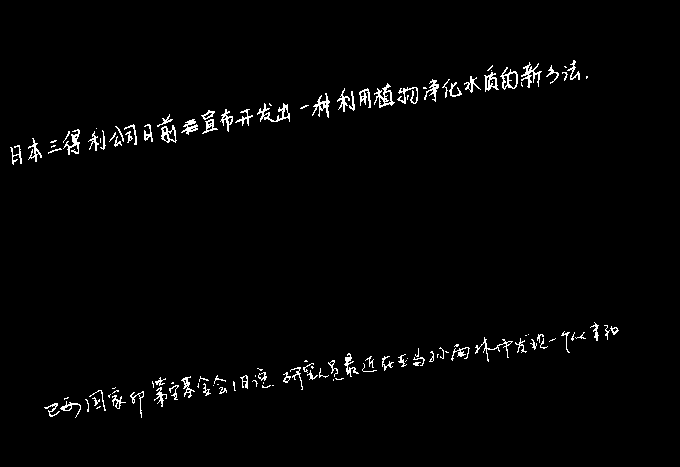 日本三得利公司日前宣布开发出一种利用植物净化水质的新方法.
巴西国家印第安基金会1日说 研究人员最近在亚马孙雨林中发现一个从未和